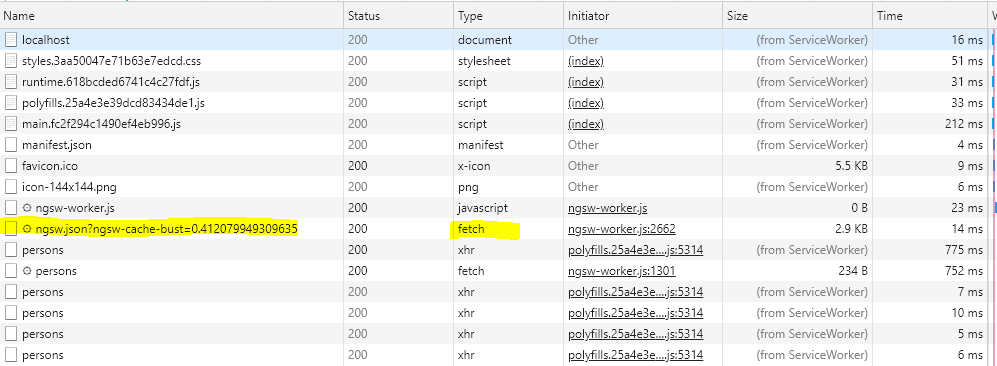 Name Status Type Initiator Size Time W
localhost 200 document Other (from ServiceWorker) 16 ms
styles.3aa50047e71b63e7edcd.css 200 stylesheet (index) (from ServiceWorker) 51 ms
runtime.618bcded6741c4c27fdf.js 200 script (index) (from ServiceWorker) 31 ms
polyfills.25a4e3e39dcd83434de1.js 200 script (index) (from ServiceWorker) 33 ms
main.fc2f294c1490ef4eb996.js 200 script (index) (from ServiceWorker) 212 ms
manifest.json 200 manifest Other (from ServiceWorker) 4 ms
favicon.ico 200 x-icon Other 5.5 KB 9 ms
icon-144x144.png 200 png Other (from ServiceWorker) 6 ms
ngsw-worker.js 200 javascript ngsw-worker.js 0 B 23 ms
ngsw.json?ngsw-cache-bust=0.412079949309635 200 fetch ngsw-worker.js:2662 2.9 KB 14 ms
persons 200 xhr polyfills.25a4e3e....js:5314 (from ServiceWorker) 775 ms
persons 200 fetch ngsw-worker.js:1301 234 B 752 ms
persons 200 xhr polyfills.25a4e3e....js:5314 (from ServiceWorker) 7 ms
persons 200 xhr polyfills.25a4e3e....js:5314 (from ServiceWorker) 10 ms
persons 200 xhr polyfills.25a4e3e....js:5314 (from ServiceWorker) 5 ms
persons 200 xhr polyfills.25a4e3e....js:5314 (from ServiceWorker) 6 ms